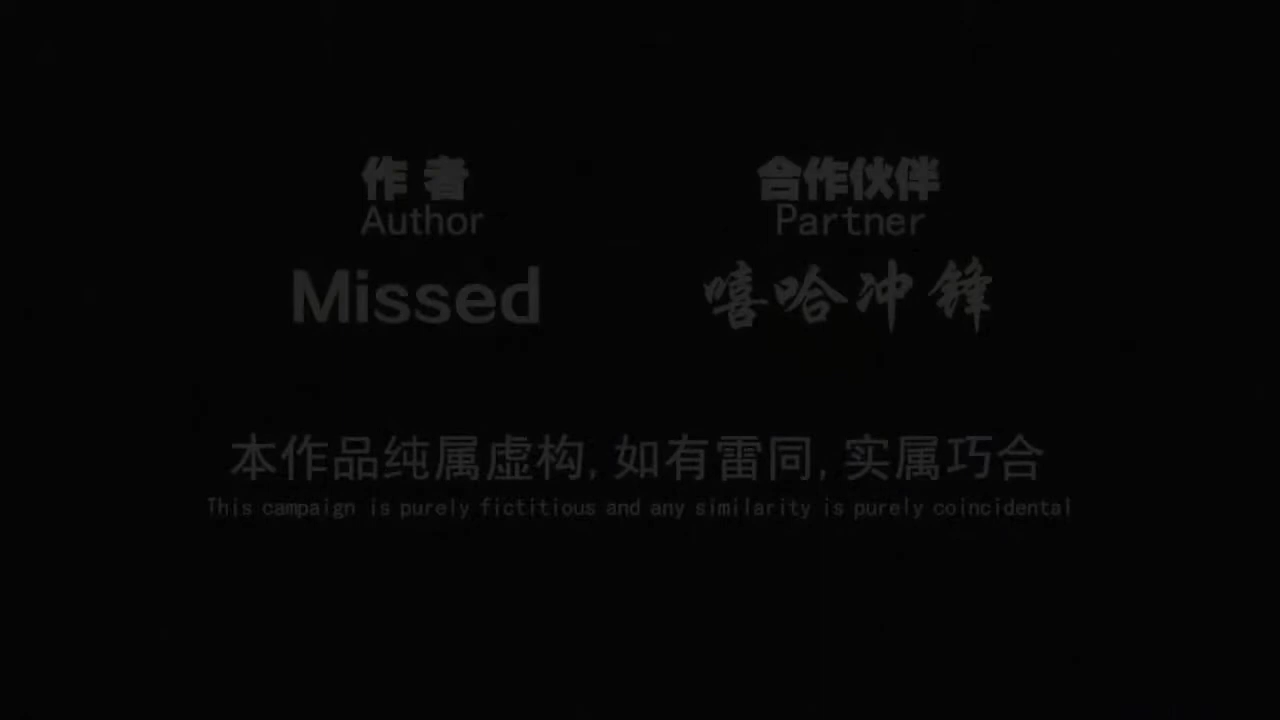 作者
Author
Missed
合作伙伴
Partner
嘻哈冲锋
本作品纯属虚构,如有雷同,实属巧合
This campaign is purely fictitious and any similarity is purely coincidental